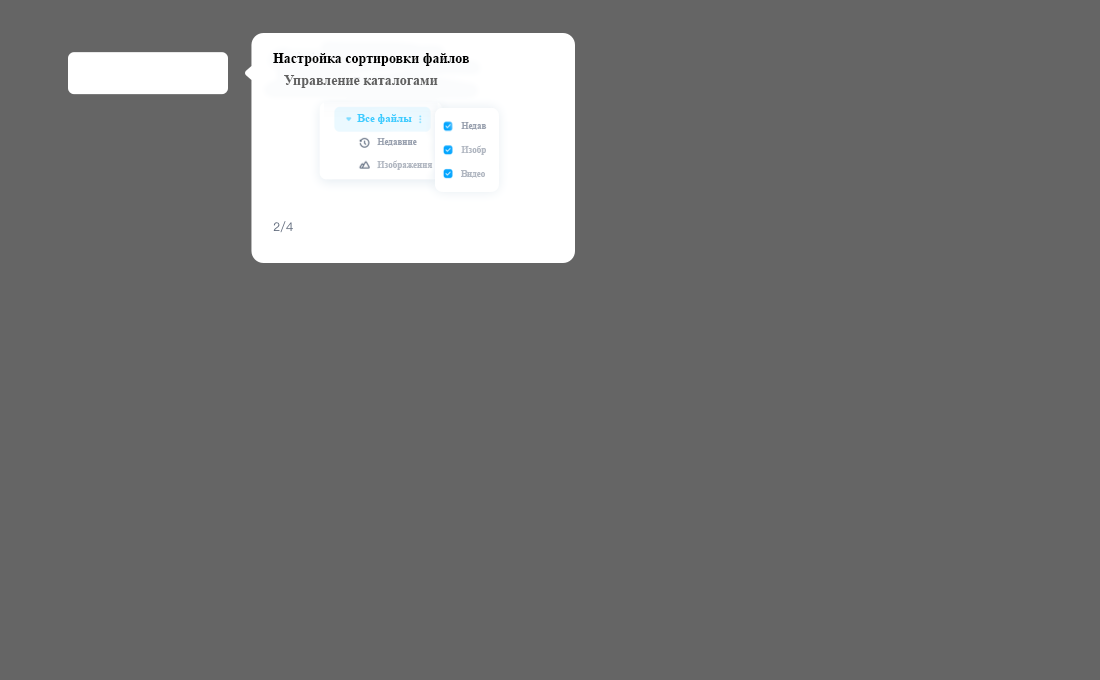 Настройка сортировки файлов
Управление каталогами
Все файлы
Недавние
Изображения
Недав
Изобр
Видео
2/4